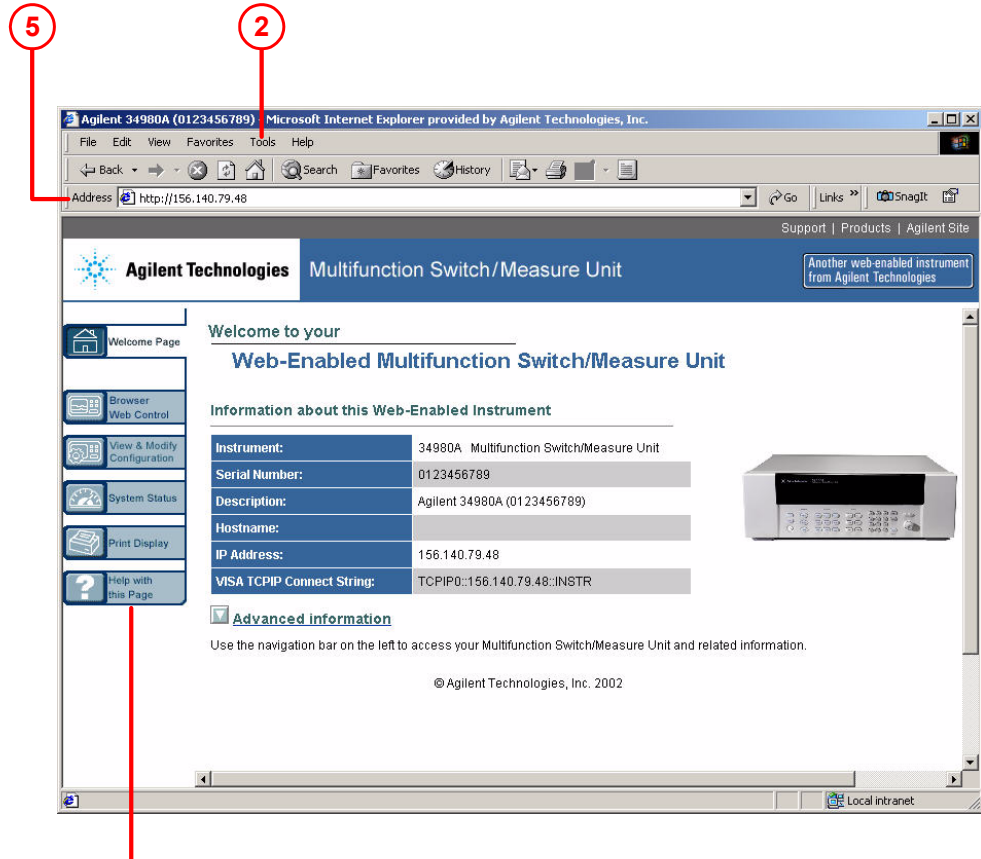 5
2
Agilent 34980A (0123456789) - Microsoft Internet Explorer provided by Agilent Technologies, Inc.
File Edit View Favorites Tools Help
Back Search Favorites History
Address http://156.140.79.48 Go Links » SnagIt
Support | Products | Agilent Site
Agilent Technologies Multifunction Switch/Measure Unit
Another web-enabled instrument
from Agilent Technologies
Welcome Page
Browser
Web Control
View & Modify
Configuration
System Status
Print Display
Help with
this Page
Welcome to your
Web-Enabled Multifunction Switch/Measure Unit
Information about this Web-Enabled Instrument
Instrument: 34980A Multifunction Switch/Measure Unit
Serial Number: 0123456789
Description: Agilent 34980A (0123456789)
Hostname:
IP Address: 156.140.79.48
VISA TCPIP Connect String: TCPIP0::156.140.79.48::INSTR
Advanced information
Use the navigation bar on the left to access your Multifunction Switch/Measure Unit and related information.
© Agilent Technologies, Inc. 2002
Local intranet